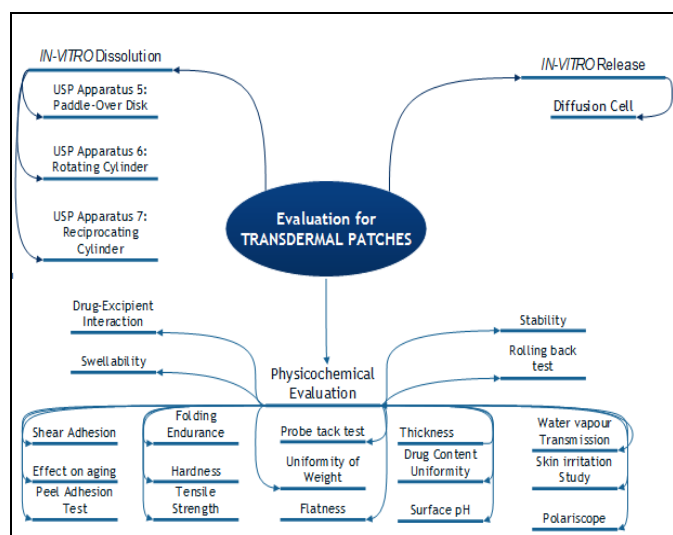 IN-VITRO Dissolution
USP Apparatus 5:
Paddle-Over Disk
USP Apparatus 6:
Rotating Cylinder
USP Apparatus 7:
Reciprocating
Cylinder
IN-VITRO Release
Diffusion Cell
Evaluation for
TRANSDERMAL PATCHES
Drug-Excipient
Interaction
Swellability
Stability
Rolling back
test
Physicochemical
Evaluation
Shear Adhesion
Effect on aging
Peel Adhesion
Test
Folding
Endurance
Hardness
Tensile
Strength
Probe tack test
Uniformity of
Weight
Flatness
Thickness
Drug Content
Uniformity
Surface pH
Water vapour
Transmission
Skin irritation
Study
Polariscope